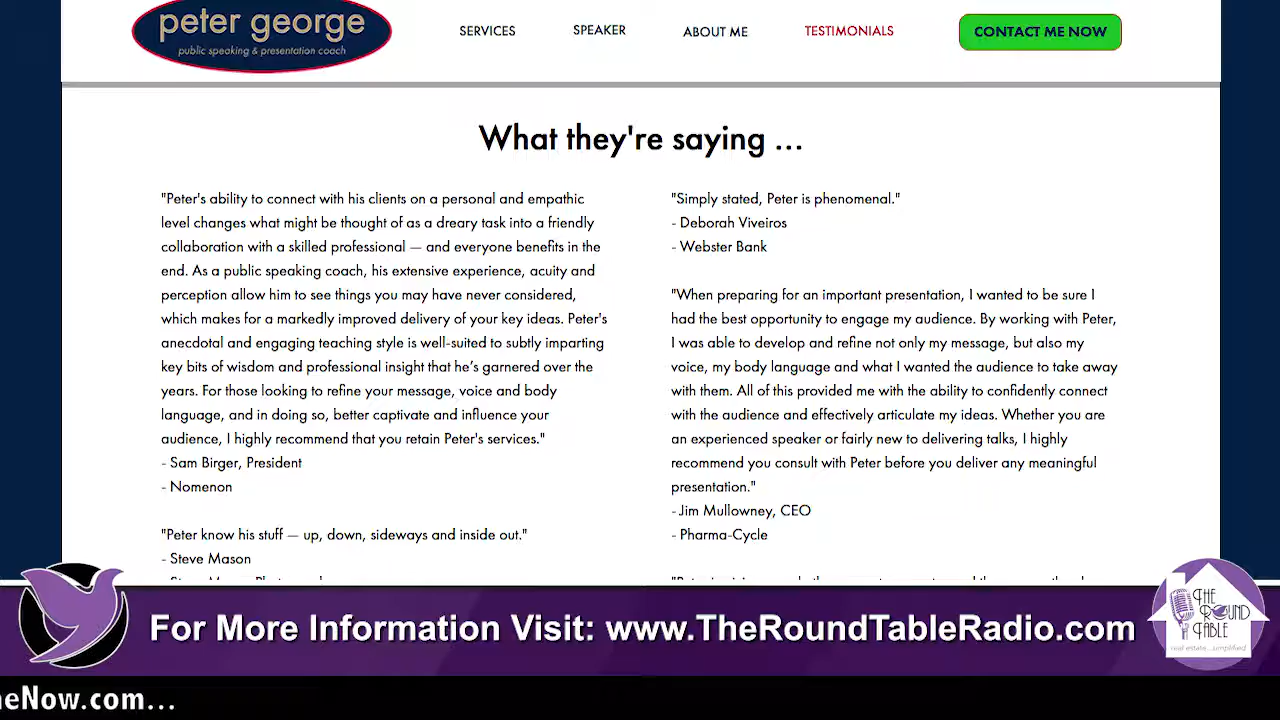 peter george
public speaking & presentation coach
SERVICES
SPEAKER
ABOUT ME
TESTIMONIALS
CONTACT ME NOW
What they're saying ...
"Peter's ability to connect with his clients on a personal and empathic
level changes what might be thought of as a dreary task into a friendly
collaboration with a skilled professional — and everyone benefits in the
end. As a public speaking coach, his extensive experience, acuity and
perception allow him to see things you may have never considered,
which makes for a markedly improved delivery of your key ideas. Peter's
anecdotal and engaging teaching style is well-suited to subtly imparting
key bits of wisdom and professional insight that he's garnered over the
years. For those looking to refine your message, voice and body
language, and in doing so, better captivate and influence your
audience, I highly recommend that you retain Peter's services."
- Sam Birger, President
- Nomenon
"Peter know his stuff — up, down, sideways and inside out."
- Steve Mason
"Simply stated, Peter is phenomenal."
- Deborah Viveiros
- Webster Bank
"When preparing for an important presentation, I wanted to be sure I
had the best opportunity to engage my audience. By working with Peter,
I was able to develop and refine not only my message, but also my
voice, my body language and what I wanted the audience to take away
with them. All of this provided me with the ability to confidently connect
with the audience and effectively articulate my ideas. Whether you are
an experienced speaker or fairly new to delivering talks, I highly
recommend you consult with Peter before you deliver any meaningful
presentation."
- Jim Mullowney, CEO
- Pharma-Cycle
For More Information Visit: www.TheRoundTableRadio.com
THE
ROUND
TABLE
real estate...simplified
neNow.com...